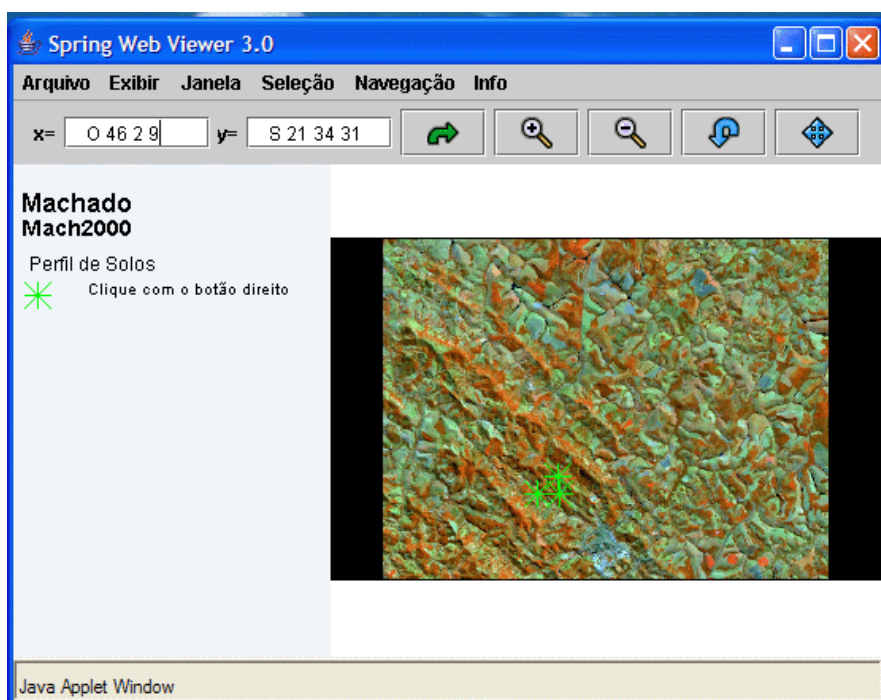 Spring Web Viewer 3.0
Arquivo Exibir Janela Seleção Navegação Info
x= O 46 2 9 y= S 21 34 31
Machado
Mach2000
Perfil de Solos
Clique com o botão direito
Java Applet Window